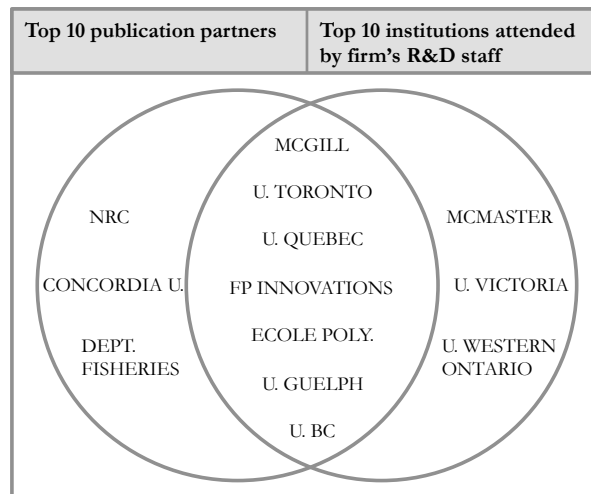 Top 10 publication partners
Top 10 institutions attended
by firm's R&D staff
NRC
CONCORDIA U.
DEPT.
FISHERIES
MCGILL
U. TORONTO
U. QUEBEC
FP INNOVATIONS
ECOLE POLY.
U. GUELPH
U. BC
MCMASTER
U. VICTORIA
U. WESTERN
ONTARIO